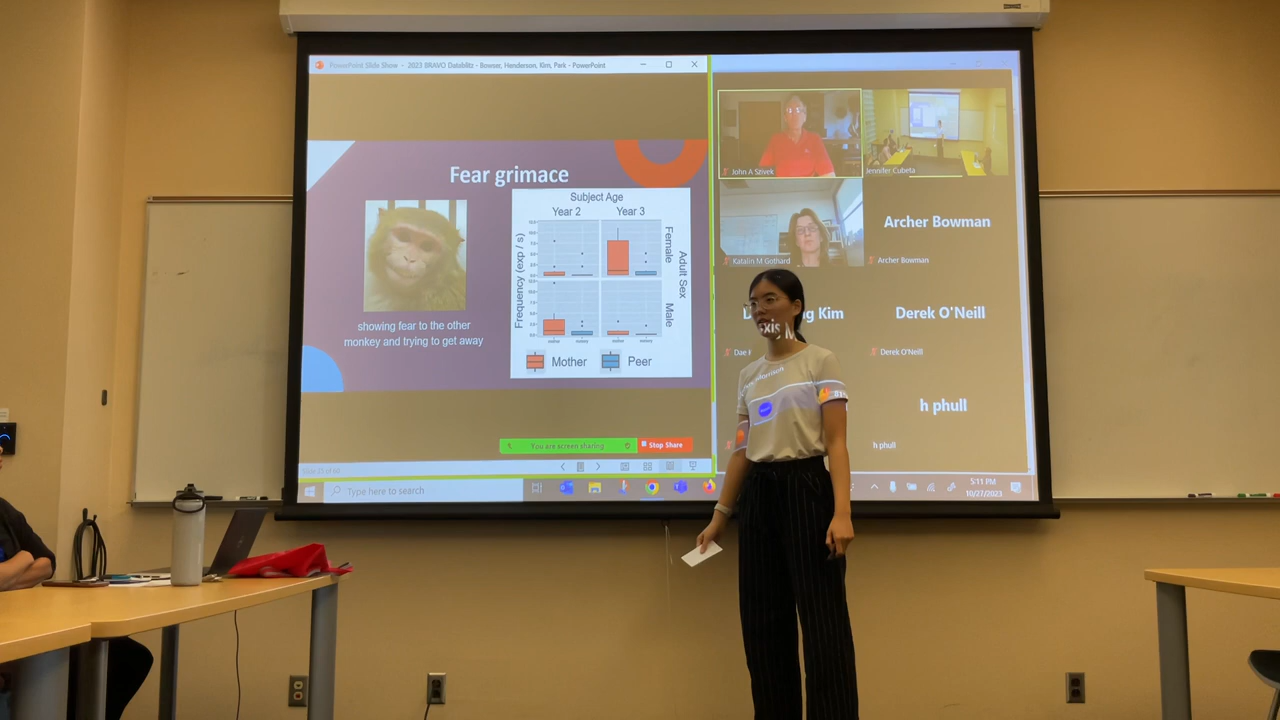 PowerPoint Slide Show - 2023 BRAVO Datablitz - Bowser, Henderson, Kim, Park - PowerPoint
Fear grimace
showing fear to the other
monkey and trying to get away
Subject Age
Year 2 Year 3
Frequency (exp / s)
Female
Male
Adult Sex
Mother Peer
You are screen sharing
Stop Share
Type here to search
John A Szivek
Jennifer Cubeta
Katalin M Gothard
Archer Bowman
Archer Bowman
Kim
Derek O'Neill
Dae
Derek O'Neill
h phull
h phull
5:11 PM
10/27/2023